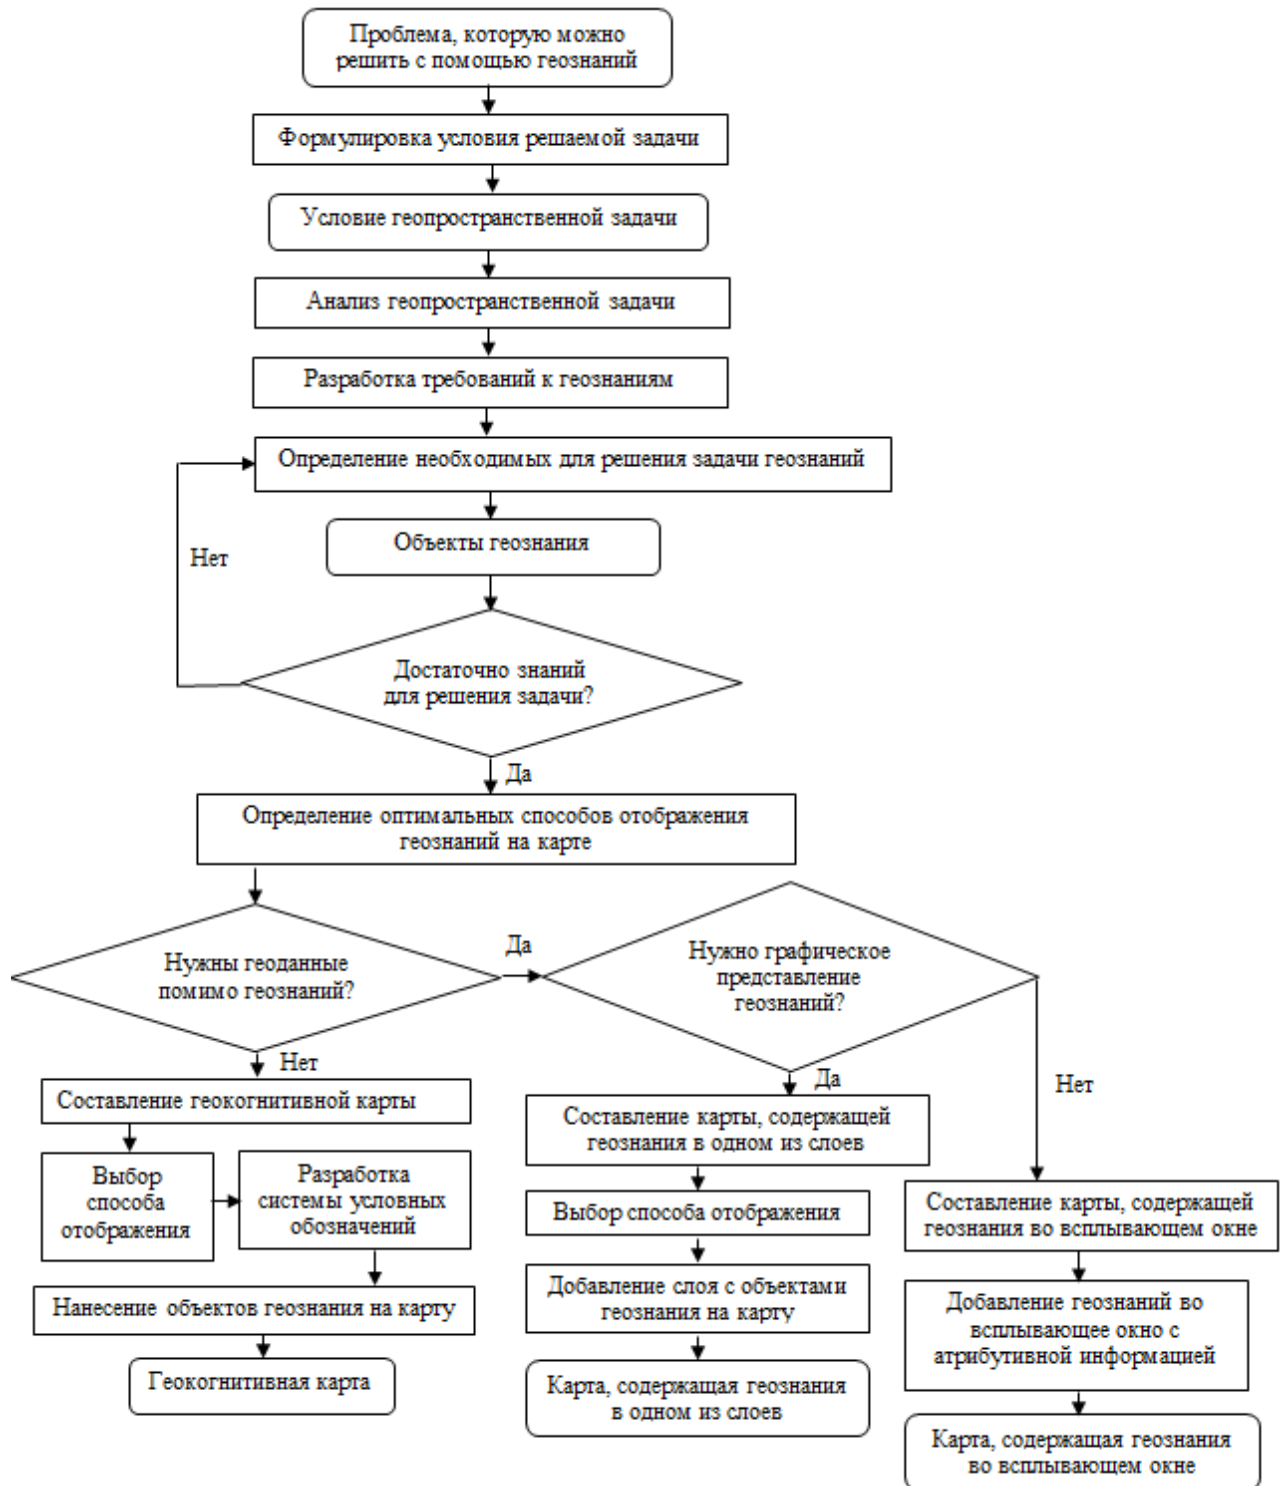 Проблема, которую можно
решить с помощью геознаний
Формулировка условия решаемой задачи
Условие геопространственной задачи
Анализ геопространственной задачи
Разработка требований к геознаниям
Определение необходимых для решения задачи геознаний
Объекты геознания
Нет
Достаточно знаний
для решения задачи?
Да
Определение оптимальных способов отображения
геознаний на карте
Нужны геоданные
помимо геознаний?
Да
Нужно графическое
представление
геознаний?
Нет
Да
Нет
Составление геокогнитивной карты
Выбор
способа
отображения
Разработка
системы условных
обозначений
Нанесение объектов геознания на карту
Геокогнитивная карта
Составление карты, содержащей
геознания в одном из слоев
Выбор способа отображения
Добавление слоя с объектами
геознания на карту
Карта, содержащая геознания
в одном из слоев
Составление карты, содержащей
геознания во всплывающем окне
Добавление геознаний во
всплывающее окно с
атрибутивной информацией
Карта, содержащая геознания
во всплывающем окне